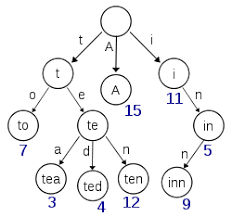 t A i
t A i
15 11
o e n
to te in
7 5
a d n n
tea ted ten inn
3 4 12 9